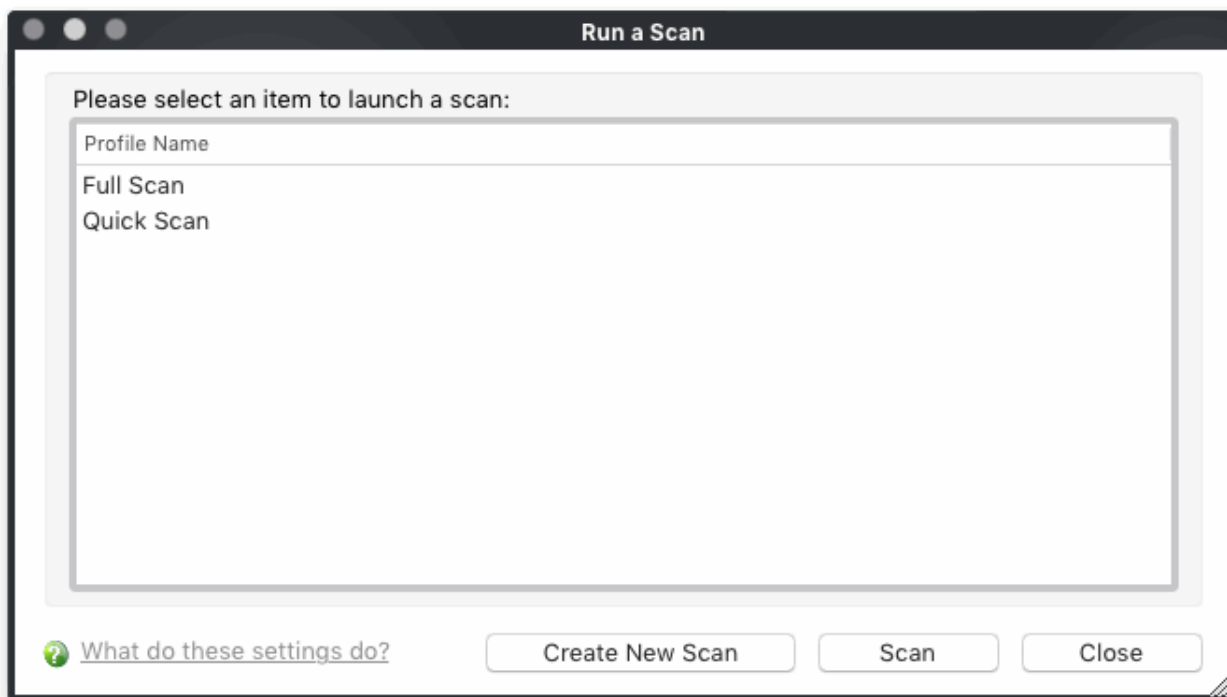 Run a Scan
Please select an item to launch a scan:
Profile Name
Full Scan
Quick Scan
What do these settings do?
Create New Scan
Scan
Close